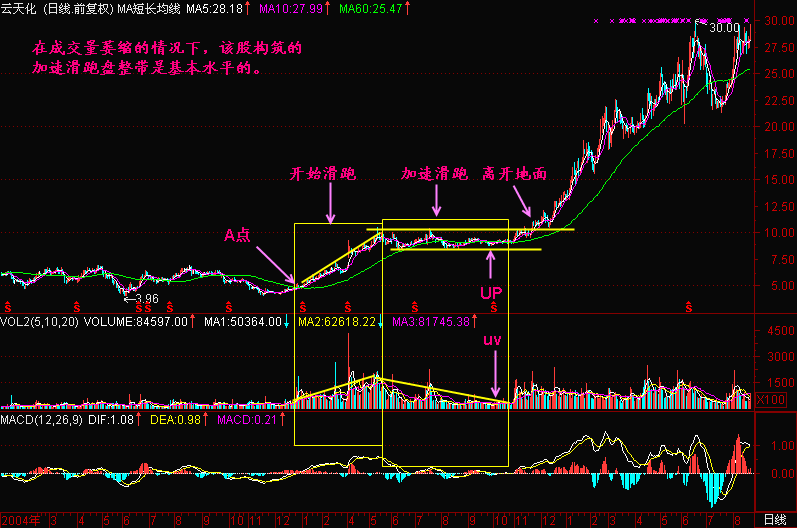 云天化 (日线.前复权) MA短长均线 MA5:28.18↑ MA10:27.99↑ MA60:25.47↑
在成交量萎缩的情况下，该股构筑的
加速滑跑盘整带是基本水平的。
30.00
30.00
27.50
25.00
22.50
20.00
17.50
15.00
12.50
10.00
7.50
5.00
开始滑跑
加速滑跑
离开地面
A点
←3.96
UP
S S S S S S S S S S
VOL2(5,10,20) VOLUME:84597.00↑ MA1:50364.00↓ MA2:62618.22↓ MA3:81745.38↑
4500
3000
1500
X100
uv
MACD(12,26,9) DIF:1.08↑ DEA:0.98↑ MACD:0.21↑
1.00
0.00
2004年 3 4 5 6 7 8 9 10 11 12 1 2 3 4 5 6 7 8 9 10 11 12 1 2 3 4 5 6 7 8 日线